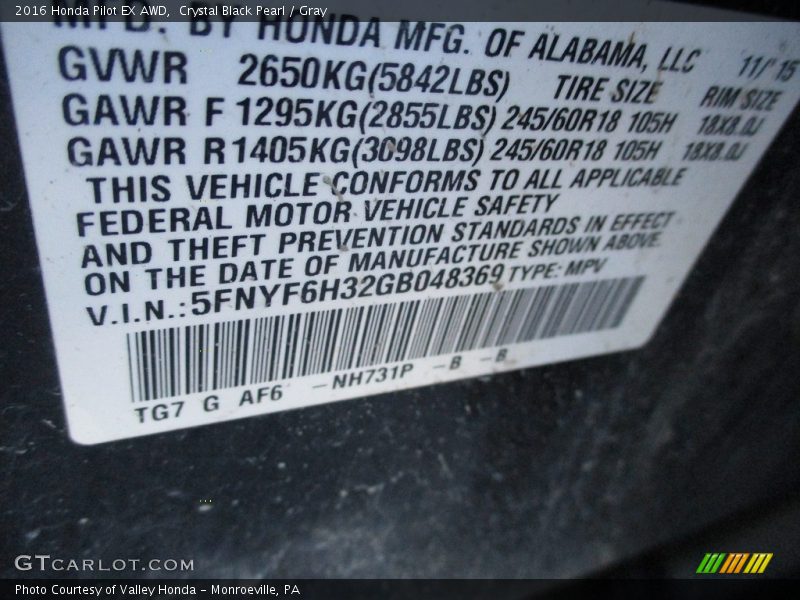 2016 Honda Pilot EX AWD, Crystal Black Pearl / Gray
MFD. BY HONDA MFG. OF ALABAMA, LLC 11/'15
GVWR 2650KG(5842LBS) TIRE SIZE RIM SIZE
GAWR F 1295KG(2855LBS) 245/60R18 105H 18X8.0J
GAWR R 1405KG(3098LBS) 245/60R18 105H 18X8.0J
THIS VEHICLE CONFORMS TO ALL APPLICABLE
FEDERAL MOTOR VEHICLE SAFETY
AND THEFT PREVENTION STANDARDS IN EFFECT
ON THE DATE OF MANUFACTURE SHOWN ABOVE.
V.I.N.:5FNYF6H32GB048369 TYPE: MPV
TG7 G AF6 -NH731P -B -B
GTCARLOT.COM
Photo Courtesy of Valley Honda - Monroeville, PA